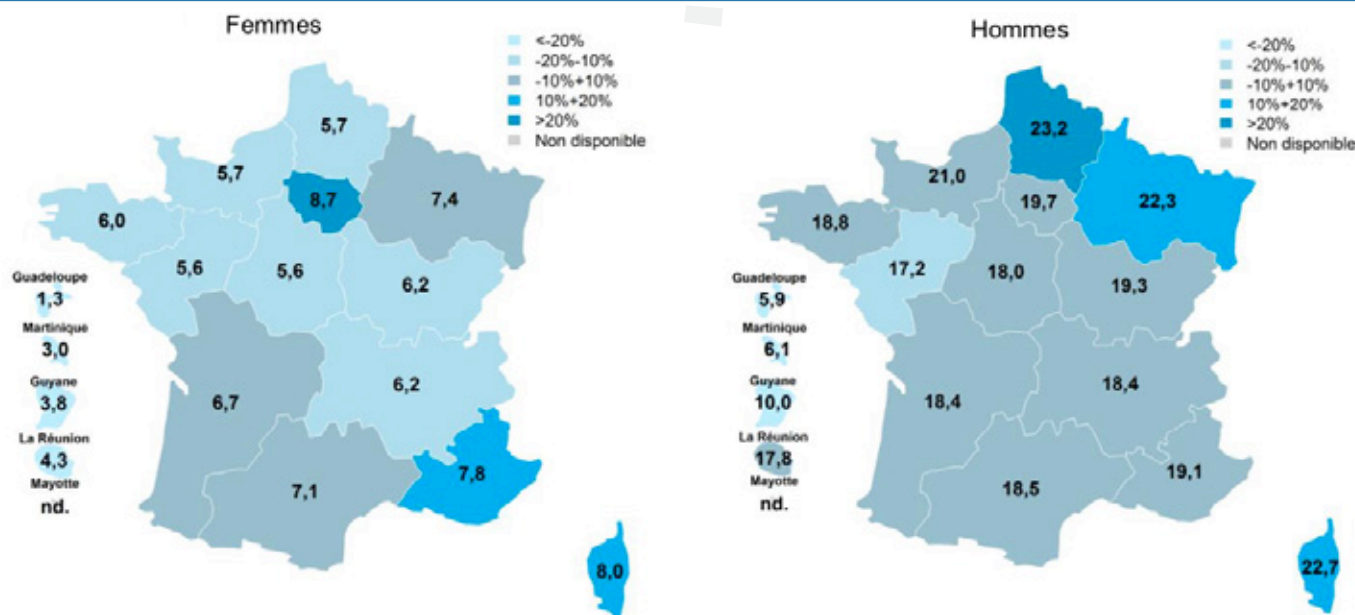 Femmes
<-20%
-20%-10%
-10%+10%
10%+20%
>20%
Non disponible
5,7
5,7
8,7
7,4
6,0
5,6
5,6
6,2
Guadeloupe
1,3
Martinique
3,0
Guyane
3,8
La Réunion
4,3
Mayotte
nd.
6,7
6,2
7,1
7,8
8,0
Hommes
<-20%
-20%-10%
-10%+10%
10%+20%
>20%
Non disponible
23,2
21,0
19,7
22,3
18,8
17,2
18,0
19,3
Guadeloupe
5,9
Martinique
6,1
Guyane
10,0
La Réunion
17,8
Mayotte
nd.
18,4
18,4
18,5
19,1
22,7